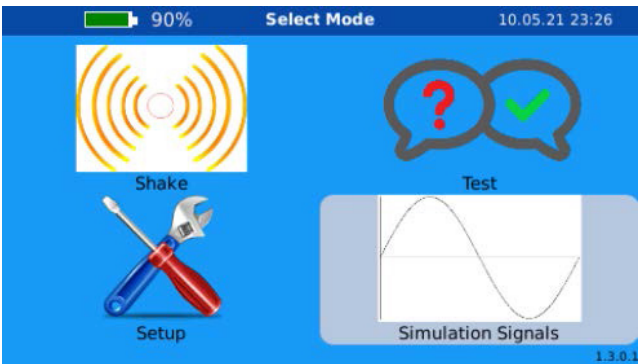 90% Select Mode 10.05.21 23:26
?
Shake Test
Setup Simulation Signals
1.3.0.1